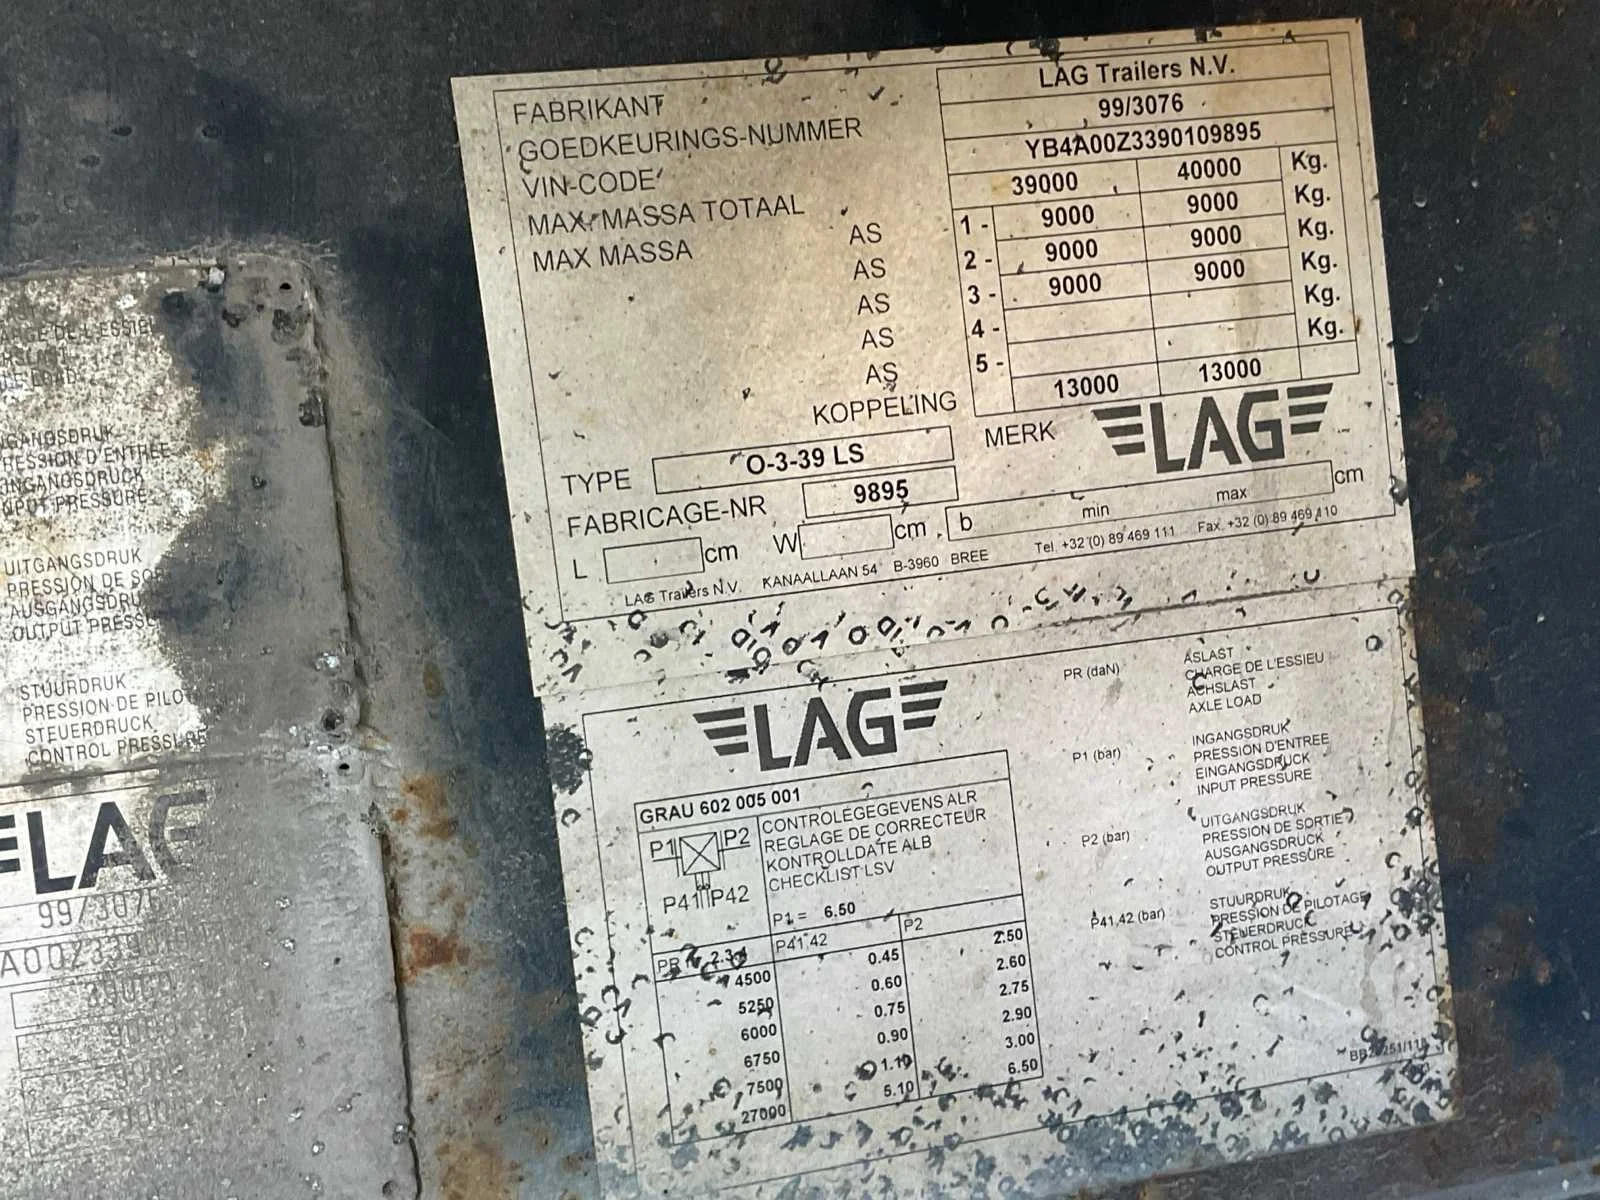 FABRIKANT LAG Trailers N.V.
GOEDKEURINGS-NUMMER 99/3076
VIN-CODE YB4A00Z3390109895
MAX. MASSA TOTAAL 39000 40000 Kg.
MAX MASSA AS 1 - 9000 9000 Kg.
AS 2 - 9000 9000 Kg.
AS 3 - 9000 9000 Kg.
AS 4 - Kg.
AS 5 - Kg.
KOPPELING 13000 13000
TYPE O-3-39 LS MERK LAG
FABRICAGE-NR 9895
L cm W cm b min max cm
LAG Trailers N.V. KANAALLAAN 54 B-3960 BREE Tel. +32 (0) 89 469 111 Fax. +32 (0) 89 469 110
LAG
GRAU 602 005 001
P1 P2
P41 P42
CONTROLEGEGEVENS ALR
REGLAGE DE CORRECTEUR
KONTROLLDATE ALB
CHECKLIST LSV
P1 = 6.50
PR P41,42 P2
4500 0.45 2.50
5250 0.60 2.60
6000 0.75 2.75
6750 0.90 2.90
7500 1.10 3.00
27000 5.10 6.50
PR (daN) ASLAST
CHARGE DE L'ESSIEU
ACHSLAST
AXLE LOAD
P1 (bar) INGANGSDRUK
PRESSION D'ENTREE
EINGANGSDRUCK
INPUT PRESSURE
P2 (bar) UITGANGSDRUK
PRESSION DE SORTIE
AUSGANGSDRUCK
OUTPUT PRESSURE
P41,42 (bar) STUURDRUK
PRESSION DE PILOTAGE
STEUERDRUCK
CONTROL PRESSURE
DE L'ESSIEU
LOAD
PRESSION D'ENTREE
UITGANGSDRUK
PRESSION DE
OUTPUT
STUURDRUK
PRESSION DE
STEUERDRUCK
CONTROL PRESSURE
LAG
99/3076